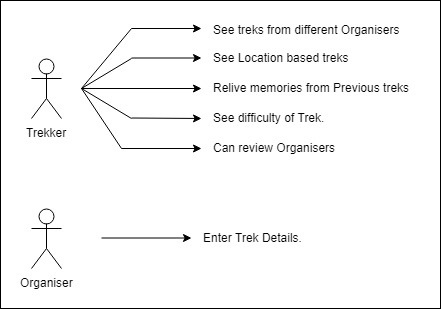 See treks from different Organisers
See Location based treks
Relive memories from Previous treks
See difficulty of Trek.
Can review Organisers
Trekker
Enter Trek Details.
Organiser